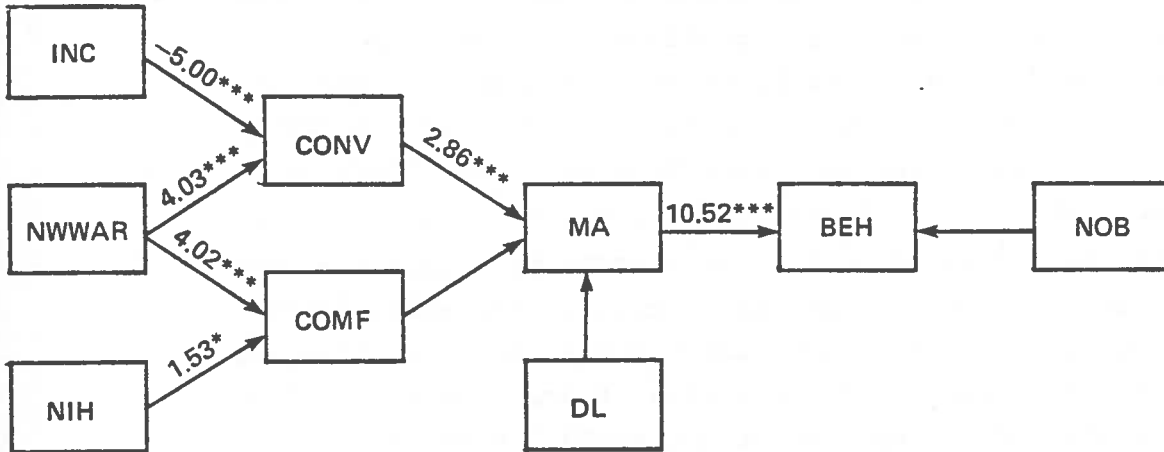 INC
−5.00***
CONV
4.03***
2.86***
NWWAR
MA
10.52***
BEH
NOB
4.02***
COMF
1.53*
NIH
DL